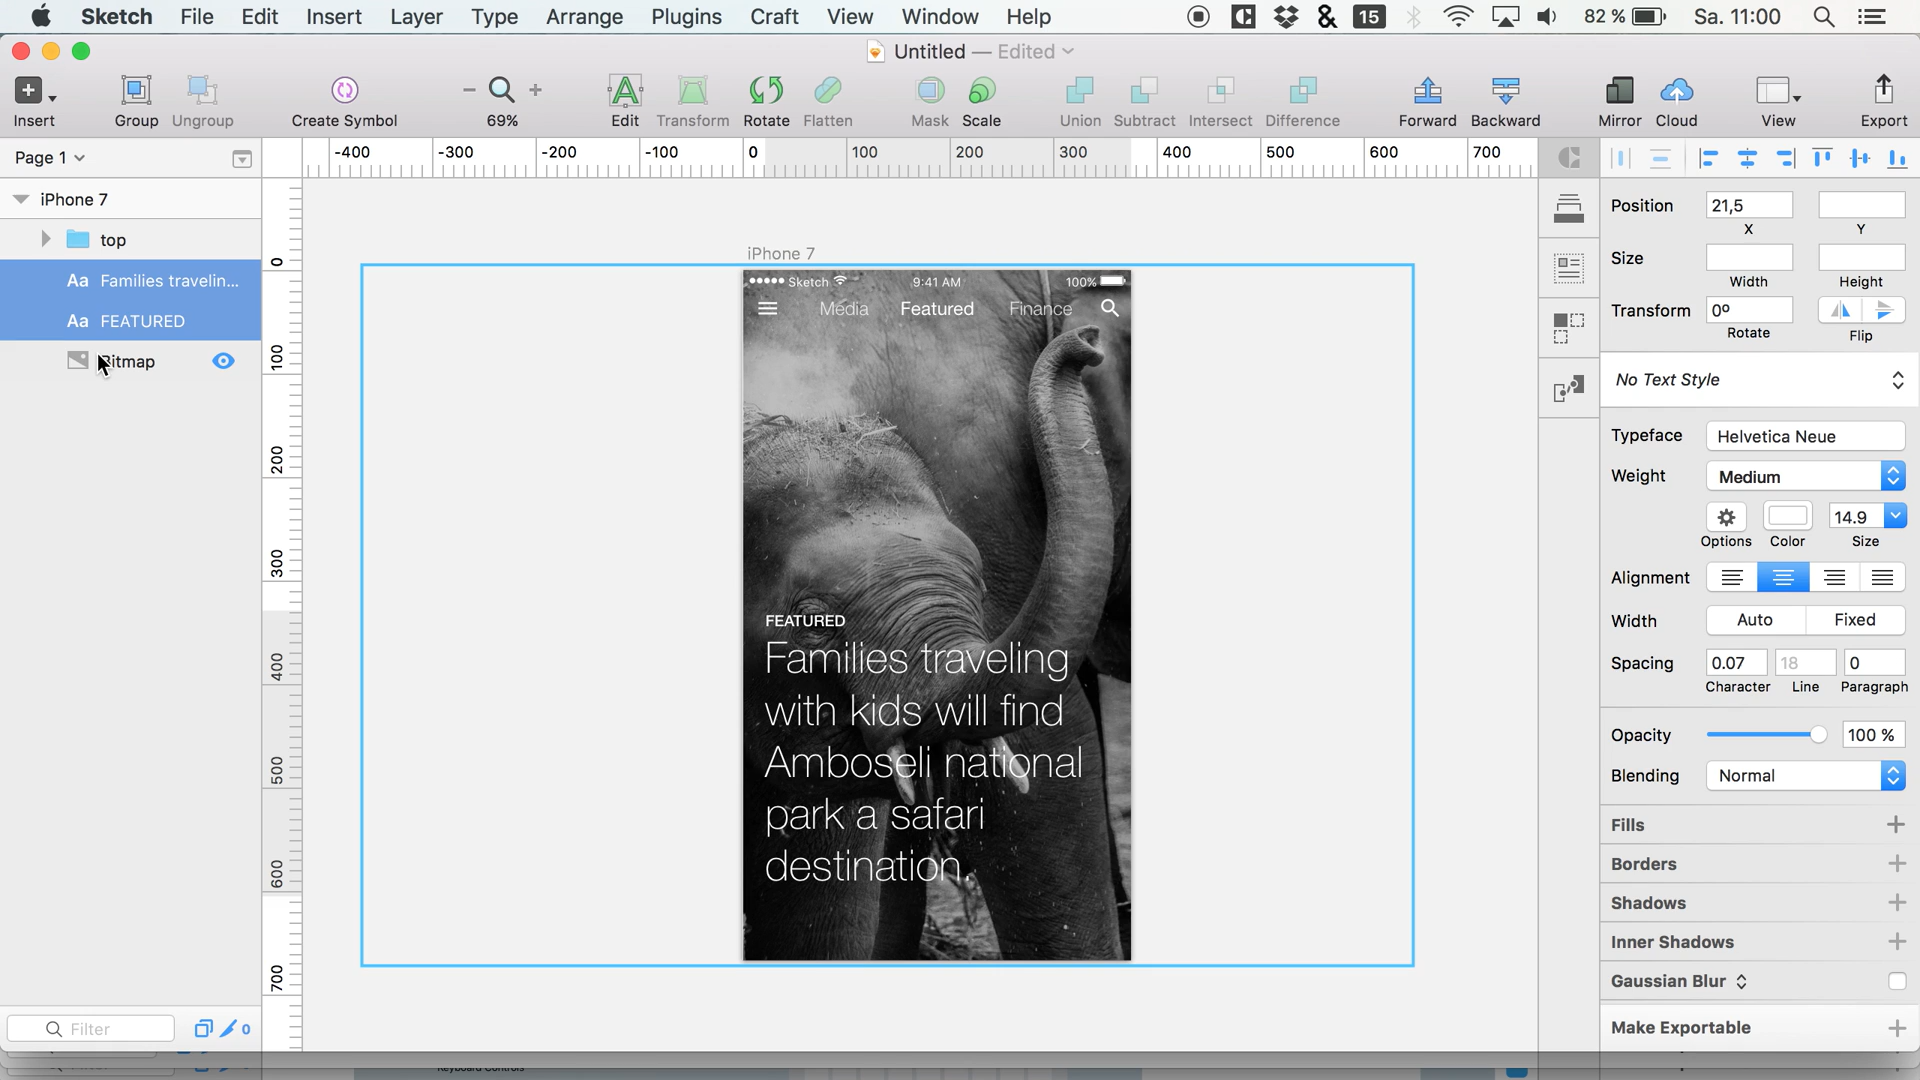 Sketch File Edit Insert Layer Type Arrange Plugins Craft View Window Help 15 82 % Sa. 11:00
Untitled — Edited
Insert Group Ungroup Create Symbol 69% Edit Transform Rotate Flatten Mask Scale Union Subtract Intersect Difference Forward Backward Mirror Cloud View Export
Page 1
-400 -300 -200 -100 0 100 200 300 400 500 600 700
iPhone 7
top
Aa Families travelin...
Aa FEATURED
Bitmap
Filter
0
0
100
200
300
400
500
600
700
iPhone 7
Sketch 9:41 AM 100%
Media Featured Finance
FEATURED
Families traveling
with kids will find
Amboseli national
park a safari
destination.
Position 21,5
X Y
Size
Width Height
Transform 0º
Rotate Flip
No Text Style
Typeface Helvetica Neue
Weight Medium
14.9
Options Color Size
Alignment
Width Auto Fixed
Spacing 0.07 18 0
Character Line Paragraph
Opacity 100 %
Blending Normal
Fills
Borders
Shadows
Inner Shadows
Gaussian Blur
Make Exportable
Keyboard Controls